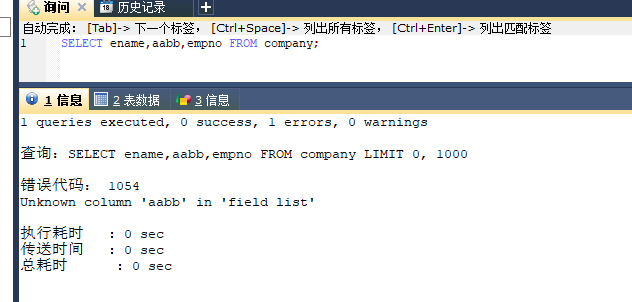 询问 历史记录
自动完成: [Tab]-> 下一个标签, [Ctrl+Space]-> 列出所有标签, [Ctrl+Enter]-> 列出匹配标签
1 SELECT ename,aabb,empno FROM company;
1 信息 2 表数据 3 信息
1 queries executed, 0 success, 1 errors, 0 warnings
查询: SELECT ename,aabb,empno FROM company LIMIT 0, 1000
错误代码: 1054
Unknown column 'aabb' in 'field list'
执行耗时 : 0 sec
传送时间 : 0 sec
总耗时 : 0 sec